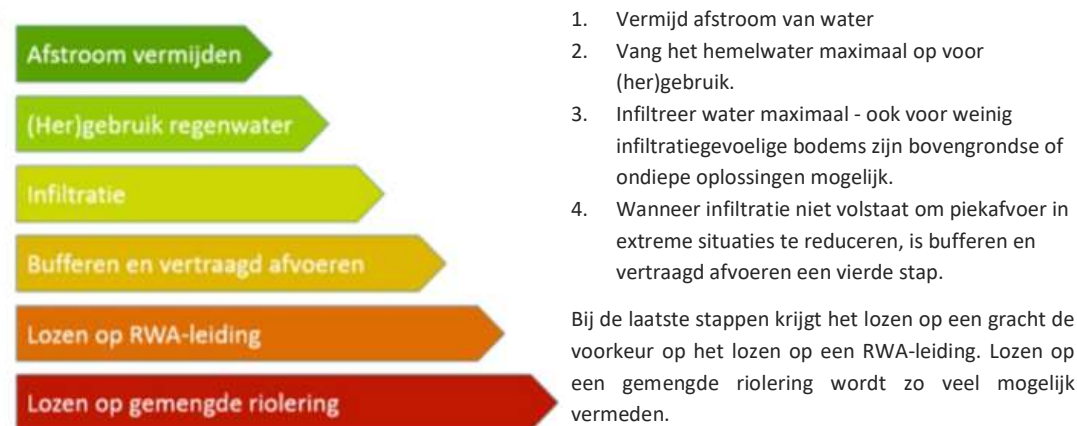 Afstroom vermijden
(Her)gebruik regenwater
Infiltratie
Bufferen en vertraagd afvoeren
Lozen op RWA-leiding
Lozen op gemengde riolering
1. Vermijd afstroom van water
2. Vang het hemelwater maximaal op voor
(her)gebruik.
3. Infiltreer water maximaal - ook voor weinig
infiltratiegevoelige bodems zijn bovengrondse of
ondiepe oplossingen mogelijk.
4. Wanneer infiltratie niet volstaat om piekafvoer in
extreme situaties te reduceren, is bufferen en
vertraagd afvoeren een vierde stap.
Bij de laatste stappen krijgt het lozen op een gracht de
voorkeur op het lozen op een RWA-leiding. Lozen op
een gemengde riolering wordt zo veel mogelijk
vermeden.